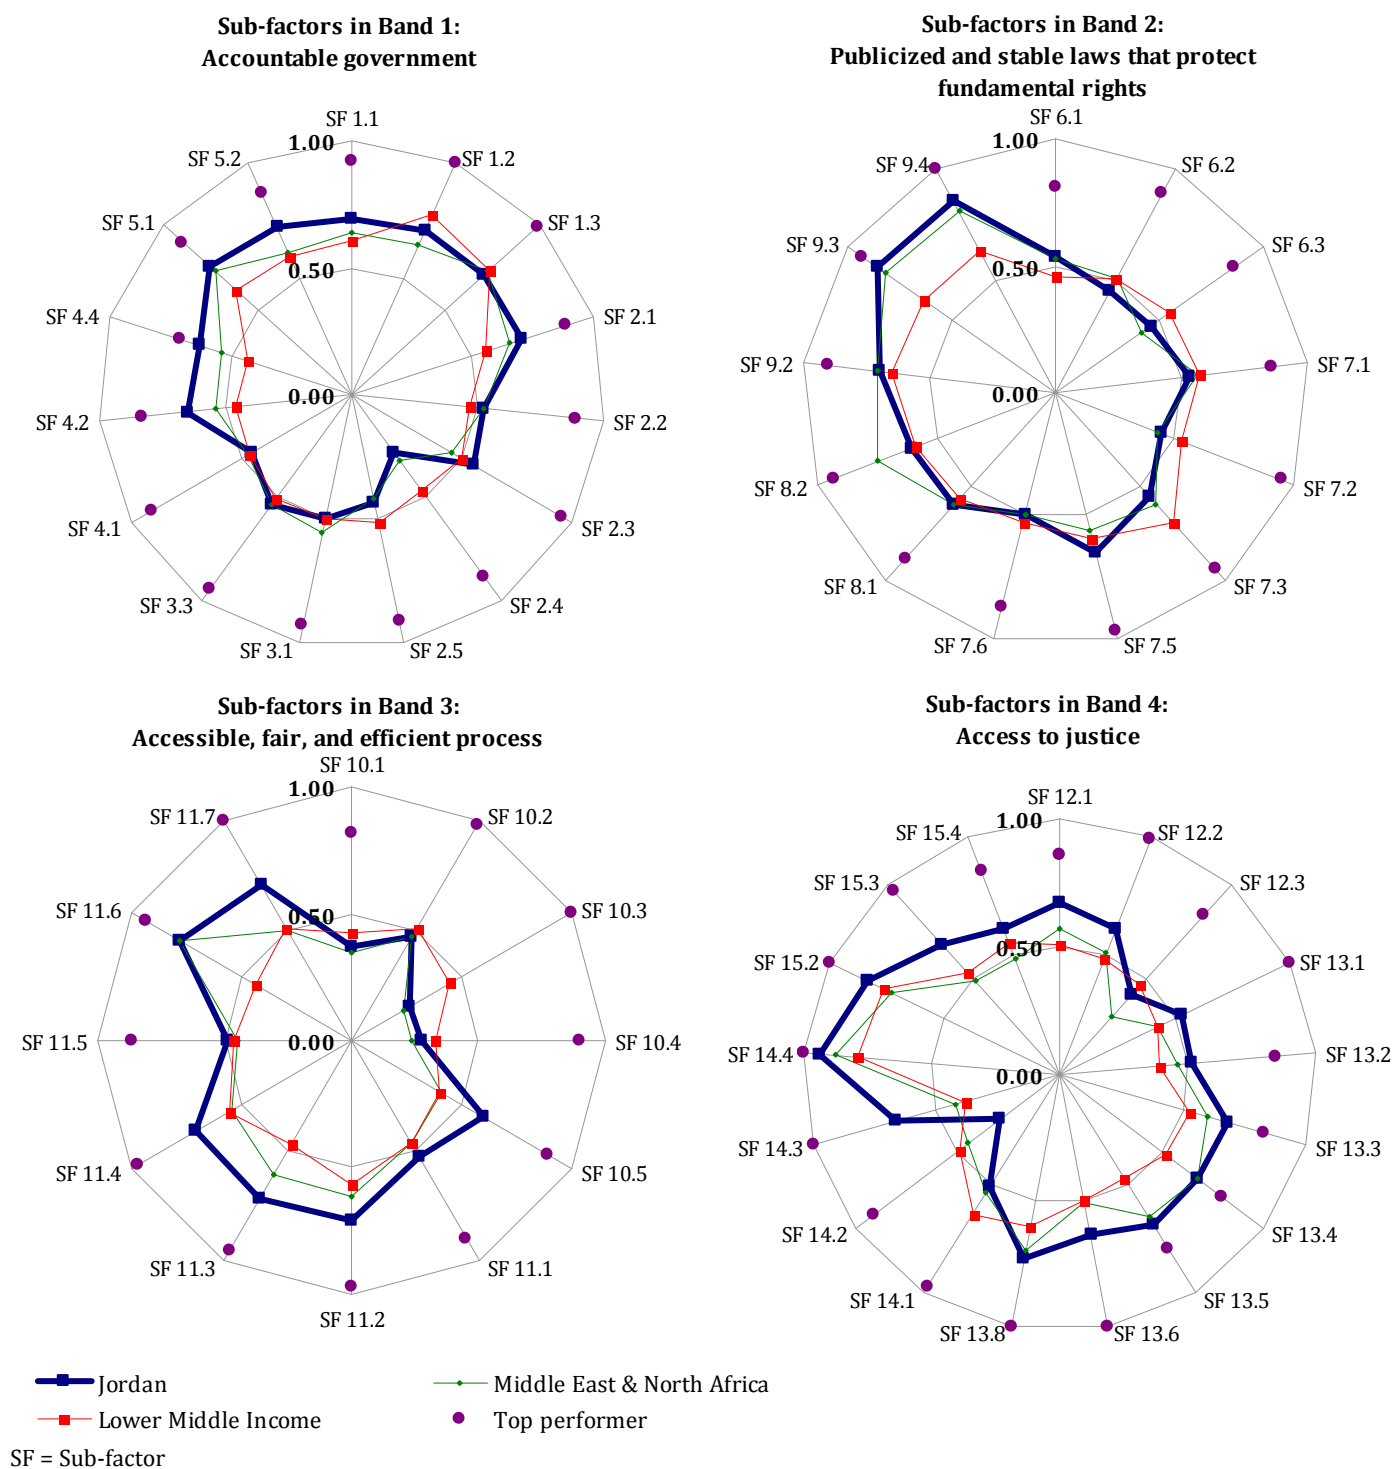 Sub-factors in Band 1:
Accountable government
SF 1.1
1.00
SF 1.2
SF 1.3
SF 2.1
SF 2.2
SF 2.3
SF 2.4
SF 2.5
SF 3.1
SF 3.3
SF 4.1
SF 4.2
SF 4.4
SF 5.1
SF 5.2
0.50
0.00
Sub-factors in Band 2:
Publicized and stable laws that protect
fundamental rights
SF 6.1
1.00
SF 6.2
SF 6.3
SF 7.1
SF 7.2
SF 7.3
SF 7.5
SF 7.6
SF 8.1
SF 8.2
SF 9.2
SF 9.3
SF 9.4
0.50
0.00
Sub-factors in Band 3:
Accessible, fair, and efficient process
SF 10.1
1.00
SF 10.2
SF 10.3
SF 10.4
SF 10.5
SF 11.1
SF 11.2
SF 11.3
SF 11.4
SF 11.5
SF 11.6
SF 11.7
0.50
0.00
Sub-factors in Band 4:
Access to justice
SF 12.1
1.00
SF 12.2
SF 12.3
SF 13.1
SF 13.2
SF 13.3
SF 13.4
SF 13.5
SF 13.6
SF 13.8
SF 14.1
SF 14.2
SF 14.3
SF 14.4
SF 15.2
SF 15.3
SF 15.4
0.50
0.00
Jordan
Middle East & North Africa
Lower Middle Income
Top performer
SF = Sub-factor